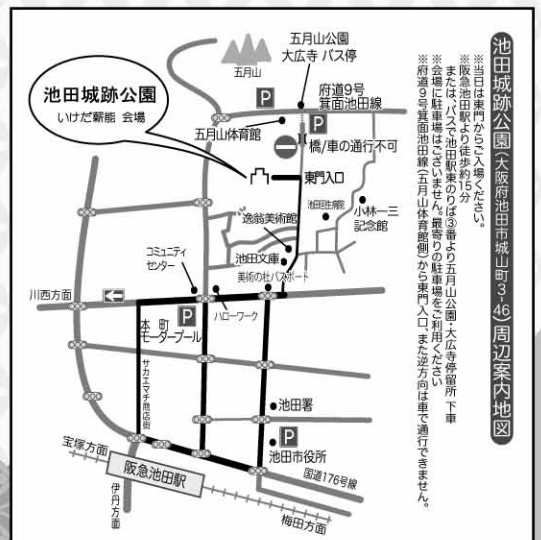 池田城跡公園(大阪府池田市城山町3-46)周辺案内地図
※当日は東門からご入場ください。
※阪急池田駅より徒歩約15分
または、バスで池田駅東のりば③番より五月山公園・大広寺停留所 下車
※会場に駐車場はございません。最寄りの駐車場をご利用ください
※府道9号箕面池田線(五月山体育館側)から東門入口、また逆方向は車で通行できません。
五月山公園
大広寺 バス停
五月山
P
府道9号
箕面池田線
P
五月山体育館
橋/車の通行不可
池田城跡公園
いけだ薪能 会場
東門入口
池田庄病院
小林一三
記念館
逸翁美術館
池田文庫
美術の杜バスポート
コミュニティ
センター
川西方面
P
ハローワーク
本町
モータープール
サカエマチ商店街
池田署
P
池田市役所
宝塚方面
阪急池田駅
国道176号線
伊丹方面
梅田方面